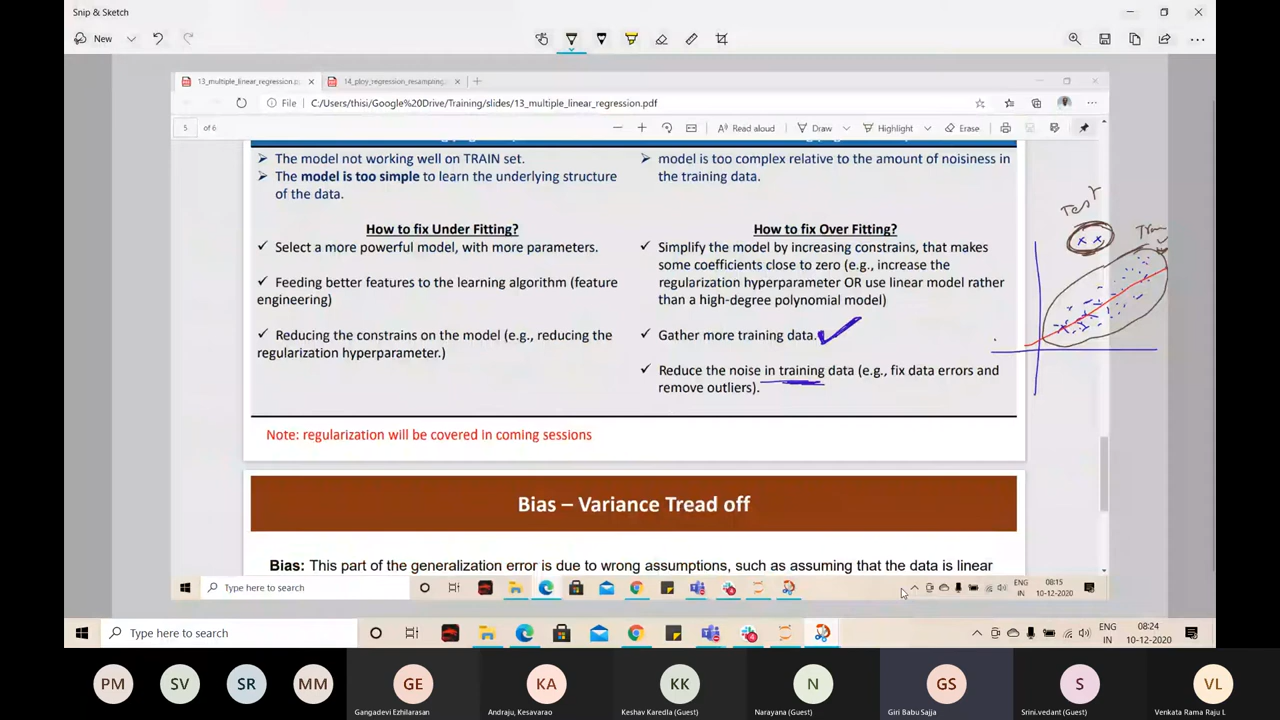 Snip & Sketch
New
13_multiple_linear_regression.p
14_ploy_regression_resampting
File
C:/Users/thisi/Google%20Drive/Training/slides/13_multiple_linear_regression.pdf
5
of 6
Read aloud
Draw
Highlight
Erase
The model not working well on TRAIN set.
The model is too simple to learn the underlying structure
of the data.
How to fix Under Fitting?
Select a more powerful model, with more parameters.
Feeding better features to the learning algorithm (feature
engineering)
Reducing the constrains on the model (e.g., reducing the
regularization hyperparameter.)
model is too complex relative to the amount of noisiness in
the training data.
How to fix Over Fitting?
Simplify the model by increasing constrains, that makes
some coefficients close to zero (e.g., increase the
regularization hyperparameter OR use linear model rather
than a high-degree polynomial model)
Gather more training data.
Reduce the noise in training data (e.g., fix data errors and
remove outliers).
Test
Note: regularization will be covered in coming sessions
Bias – Variance Tread off
Bias: This part of the generalization error is due to wrong assumptions, such as assuming that the data is linear
Type here to search
ENG
IN
08:15
10-12-2020
Type here to search
ENG
IN
08:24
10-12-2020
PM
SV
SR
MM
GE
Gangadevi Ezhilarasan
KA
Andraju, Kesavarao
KK
Keshav Karedla (Guest)
N
Narayana (Guest)
GS
Giri Babu Sajja
S
Srini.vedant (Guest)
VL
Venkata Rama Raju L